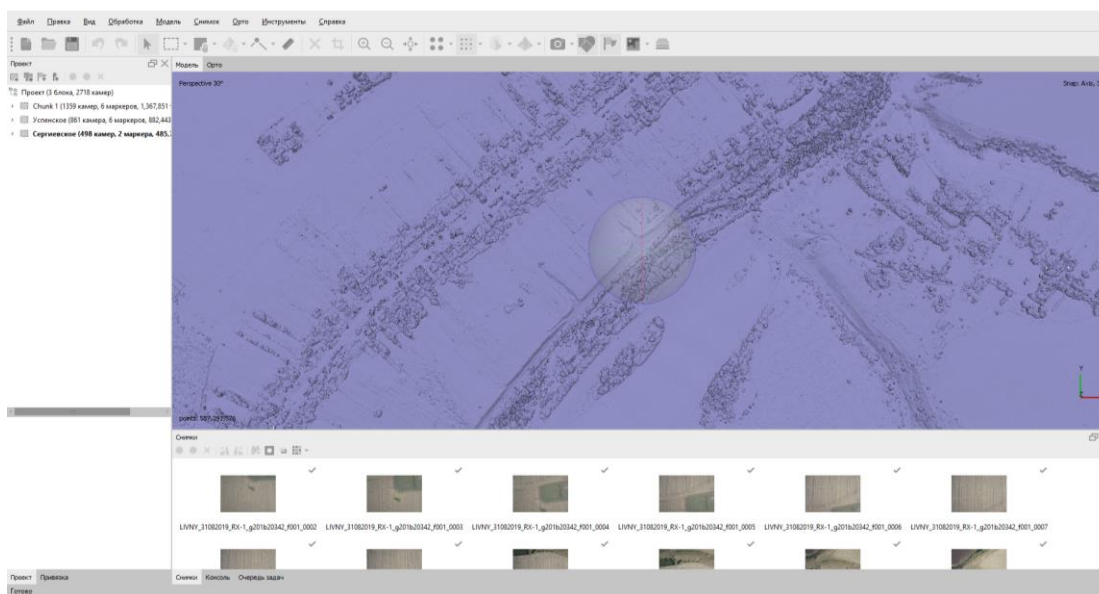 Файл Правка Вид Обработка Модель Снимок Орто Инструменты Справка
Проект
Модель Орто
Perspective 30°
Snap: Axis, 3
Проект (3 блока, 2718 камер)
Chunk 1 (1359 камер, 6 маркеров, 1,367,851
Успенское (861 камера, 6 маркеров, 882,443
Сергиевское (498 камер, 2 маркера, 485,
Y
Снимки
LIVNY_31082019_RX-1_g201b20342_f001_0002
LIVNY_31082019_RX-1_g201b20342_f001_0003
LIVNY_31082019_RX-1_g201b20342_f001_0004
LIVNY_31082019_RX-1_g201b20342_f001_0005
LIVNY_31082019_RX-1_g201b20342_f001_0006
LIVNY_31082019_RX-1_g201b20342_f001_0007
Проект Привязка
Снимки Консоль Очередь задач
Готово